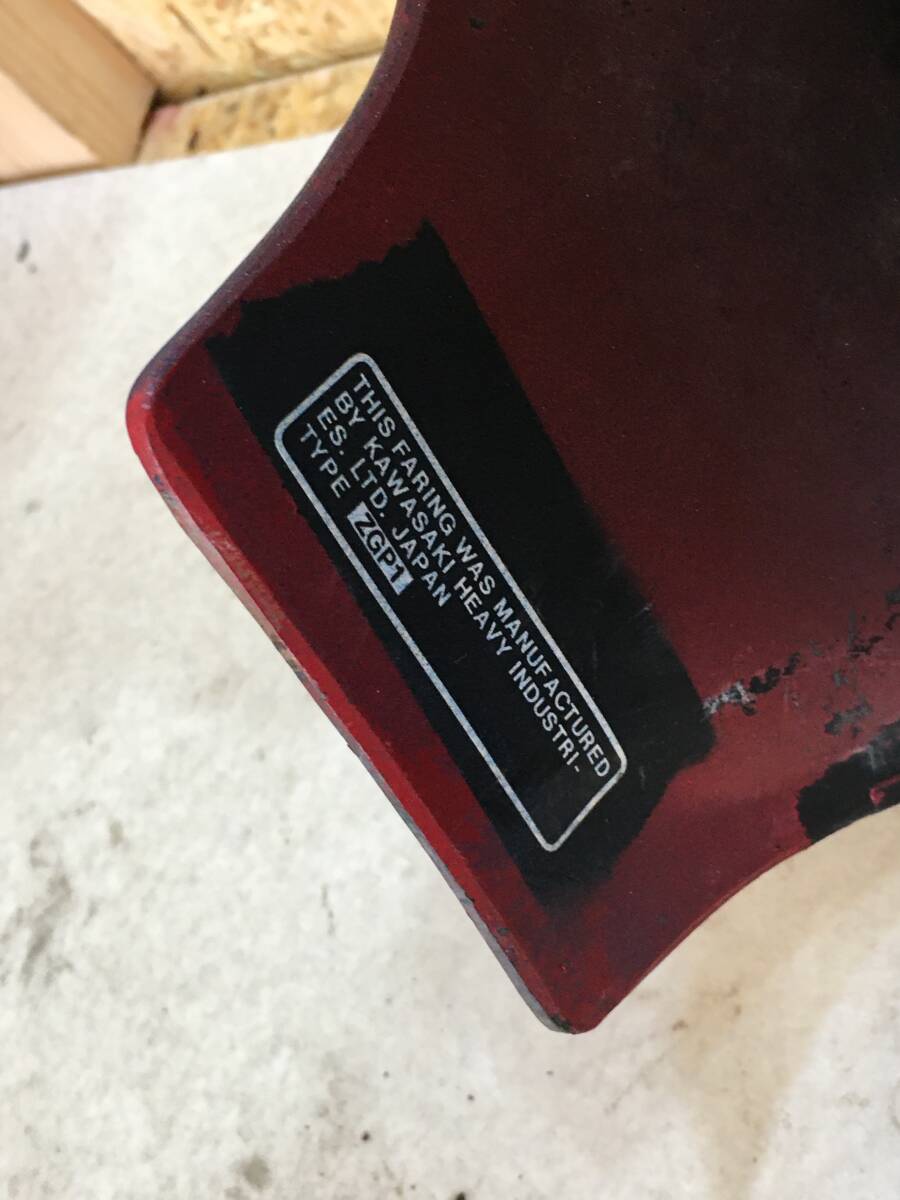 THIS FARING WAS MANUFACTURED
BY KAWASAKI HEAVY INDUSTRI-
ES. LTD. JAPAN
TYPE ZGP1